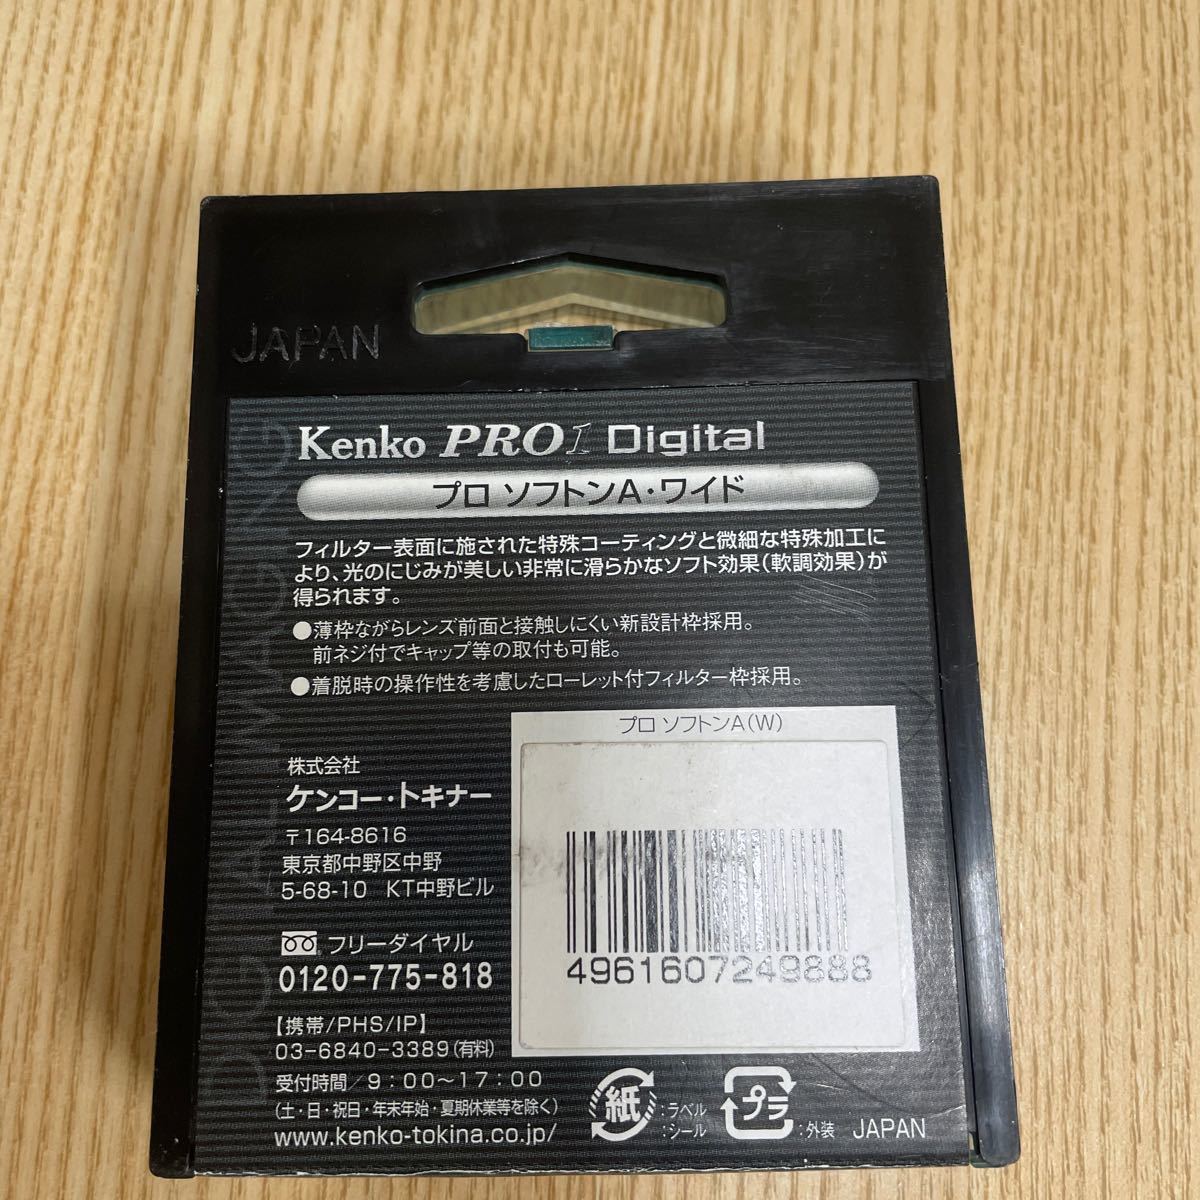 JAPAN
Kenko PRO1 Digital
プロ ソフトンA・ワイド
フィルター表面に施された特殊コーティングと微細な特殊加工に
より、光のにじみが美しい非常に滑らかなソフト効果(軟調効果)が
得られます。
●薄枠ながらレンズ前面と接触しにくい新設計枠採用。
前ネジ付でキャップ等の取付も可能。
●着脱時の操作性を考慮したローレット付フィルター枠採用。
プロ ソフトンA(W)
4961607249888
株式会社
ケンコー・トキナー
〒164-8616
東京都中野区中野
5-68-10 KT中野ビル
フリーダイヤル
0120-775-818
【携帯/PHS/IP】
03-6840-3389(有料)
受付時間/9:00〜17:00
(土・日・祝日・年末年始・夏期休業等を除く)
www.kenko-tokina.co.jp/
紙 :ラベル
:シール
プラ :外装
JAPAN